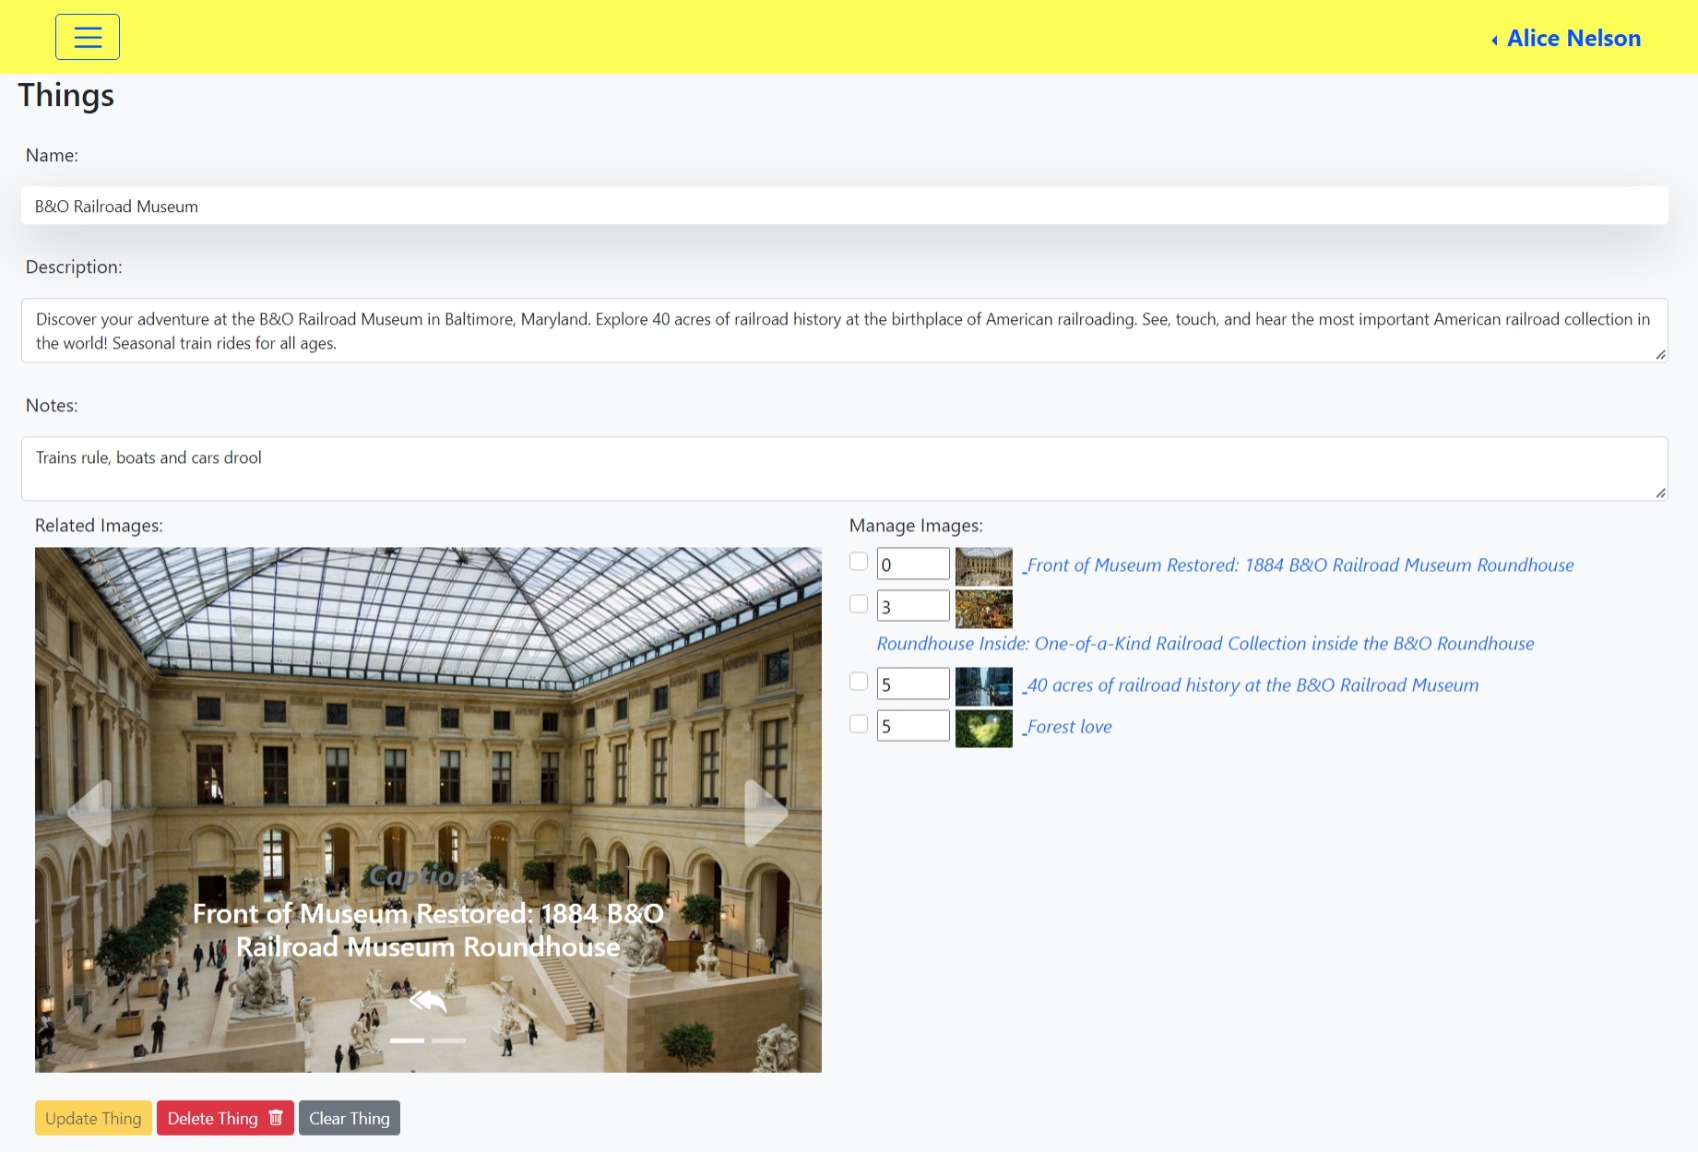 Alice Nelson
Things
Name:
B&O Railroad Museum
Description:
Discover your adventure at the B&O Railroad Museum in Baltimore, Maryland. Explore 40 acres of railroad history at the birthplace of American railroading. See, touch, and hear the most important American railroad collection in
the world! Seasonal train rides for all ages.
Notes:
Trains rule, boats and cars drool
Related Images:
Caption:
Front of Museum Restored: 1884 B&O
Railroad Museum Roundhouse
Manage Images:
0 Front of Museum Restored: 1884 B&O Railroad Museum Roundhouse
3
Roundhouse Inside: One-of-a-Kind Railroad Collection inside the B&O Roundhouse
5 40 acres of railroad history at the B&O Railroad Museum
5 Forest love
Update Thing Delete Thing Clear Thing